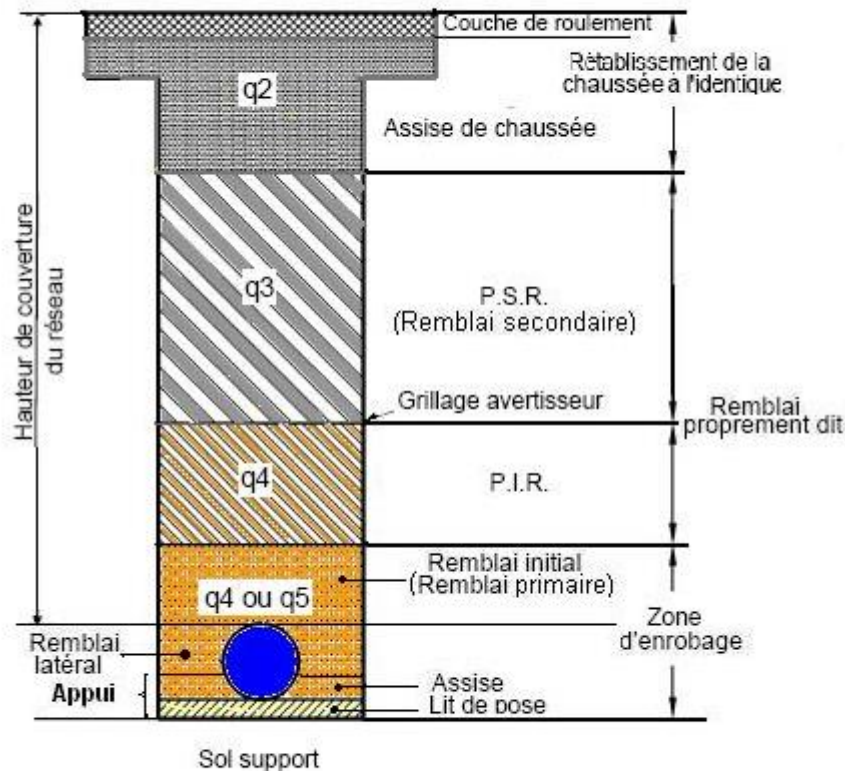 Couche de roulement
Rètablissement de la
chaussée à l'identique
q2
Assise de chaussée
Hauteur de couverture
du réseau
q3
P.S.R.
(Remblai secondaire)
Grillage avertisseur
Remblai
proprement dit
q4
P.I.R.
Remblai initial
(Remblai primaire)
q4 ou q5
Zone
d'enrobage
Remblai
latéral
Appui
Assise
Lit de pose
Sol support